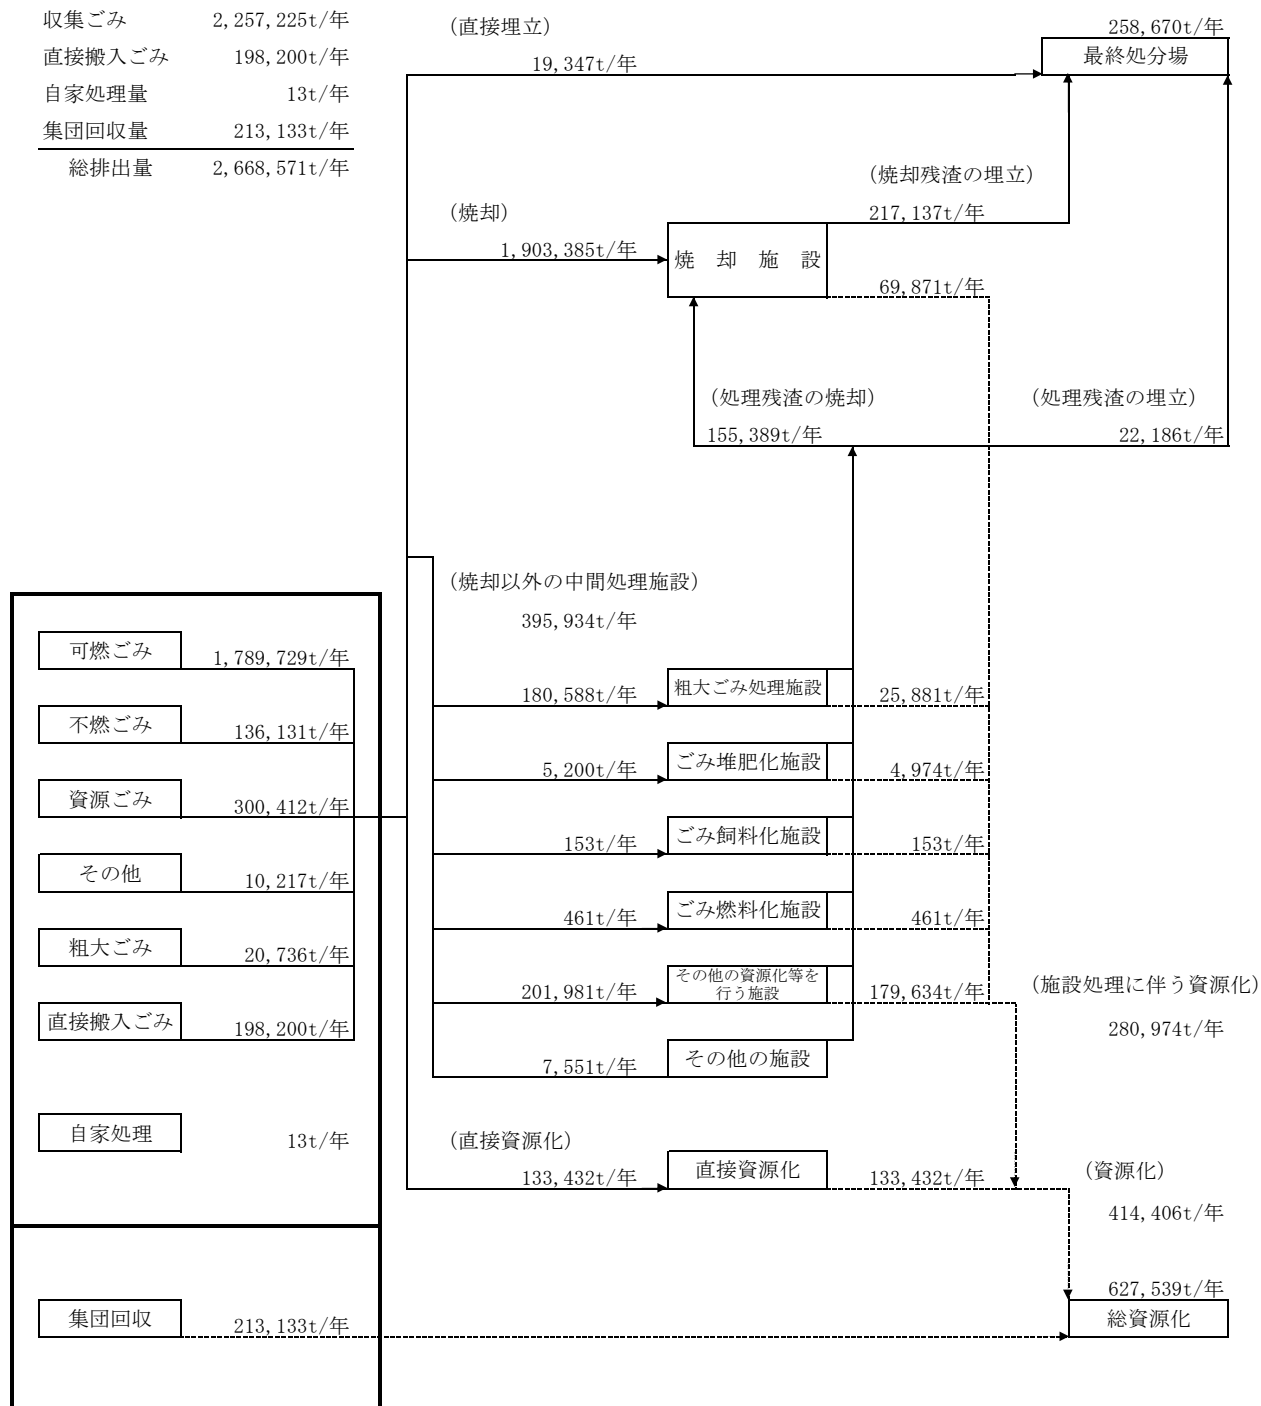 収集ごみ 2,257,225t/年
直接搬入ごみ 198,200t/年
自家処理量 13t/年
集団回収量 213,133t/年
総排出量 2,668,571t/年
(直接埋立)
19,347t/年
258,670t/年
最終処分場
(焼却残渣の埋立)
217,137t/年
(焼却)
1,903,385t/年
焼 却 施 設
69,871t/年
(処理残渣の焼却)
155,389t/年
(処理残渣の埋立)
22,186t/年
(焼却以外の中間処理施設)
395,934t/年
可燃ごみ 1,789,729t/年
不燃ごみ 136,131t/年
資源ごみ 300,412t/年
その他 10,217t/年
粗大ごみ 20,736t/年
直接搬入ごみ 198,200t/年
自家処理 13t/年
180,588t/年 粗大ごみ処理施設 25,881t/年
5,200t/年 ごみ堆肥化施設 4,974t/年
153t/年 ごみ飼料化施設 153t/年
461t/年 ごみ燃料化施設 461t/年
201,981t/年 その他の資源化等を
行う施設 179,634t/年
7,551t/年 その他の施設
(施設処理に伴う資源化)
280,974t/年
(直接資源化)
133,432t/年 直接資源化 133,432t/年
(資源化)
414,406t/年
627,539t/年
総資源化
集団回収 213,133t/年